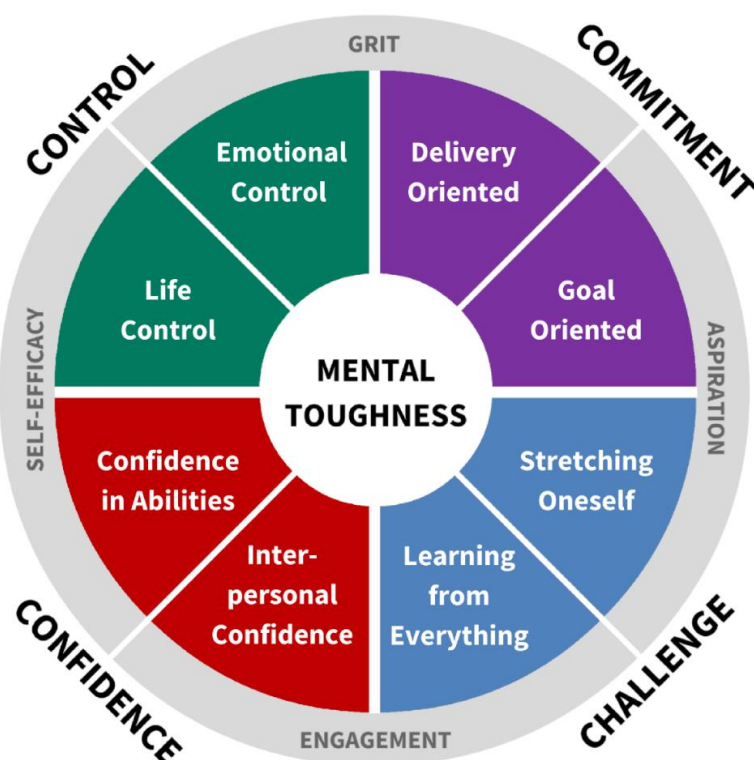 GRIT
CONTROL
COMMITMENT
Emotional
Control
Delivery
Oriented
Life
Control
Goal
Oriented
SELF-EFFICACY
ASPIRATION
MENTAL
TOUGHNESS
Confidence
in Abilities
Stretching
Oneself
Inter-
personal
Confidence
Learning
from
Everything
CONFIDENCE
CHALLENGE
ENGAGEMENT